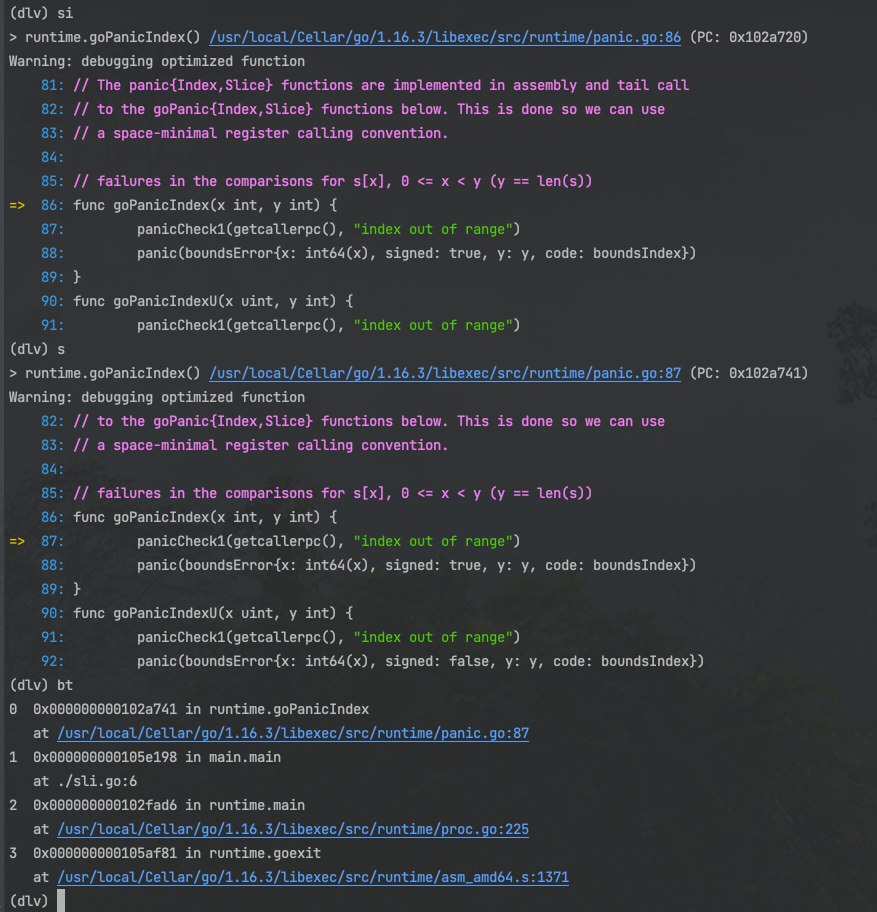 (dlv) si
> runtime.goPanicIndex() /usr/local/Cellar/go/1.16.3/libexec/src/runtime/panic.go:86 (PC: 0x102a720)
Warning: debugging optimized function
    81: // The panic{Index,Slice} functions are implemented in assembly and tail call
    82: // to the goPanic{Index,Slice} functions below. This is done so we can use
    83: // a space-minimal register calling convention.
    84:
    85: // failures in the comparisons for s[x], 0 <= x < y (y == len(s))
=>  86: func goPanicIndex(x int, y int) {
    87:         panicCheck1(getcallerpc(), "index out of range")
    88:         panic(boundsError{x: int64(x), signed: true, y: y, code: boundsIndex})
    89: }
    90: func goPanicIndexU(x uint, y int) {
    91:         panicCheck1(getcallerpc(), "index out of range")
(dlv) s
> runtime.goPanicIndex() /usr/local/Cellar/go/1.16.3/libexec/src/runtime/panic.go:87 (PC: 0x102a741)
Warning: debugging optimized function
    82: // to the goPanic{Index,Slice} functions below. This is done so we can use
    83: // a space-minimal register calling convention.
    84:
    85: // failures in the comparisons for s[x], 0 <= x < y (y == len(s))
    86: func goPanicIndex(x int, y int) {
=>  87:         panicCheck1(getcallerpc(), "index out of range")
    88:         panic(boundsError{x: int64(x), signed: true, y: y, code: boundsIndex})
    89: }
    90: func goPanicIndexU(x uint, y int) {
    91:         panicCheck1(getcallerpc(), "index out of range")
    92:         panic(boundsError{x: int64(x), signed: false, y: y, code: boundsIndex})
(dlv) bt
0  0x000000000102a741 in runtime.goPanicIndex
   at /usr/local/Cellar/go/1.16.3/libexec/src/runtime/panic.go:87
1  0x000000000105e198 in main.main
   at ./sli.go:6
2  0x000000000102fad6 in runtime.main
   at /usr/local/Cellar/go/1.16.3/libexec/src/runtime/proc.go:225
3  0x000000000105af81 in runtime.goexit
   at /usr/local/Cellar/go/1.16.3/libexec/src/runtime/asm_amd64.s:1371
(dlv)